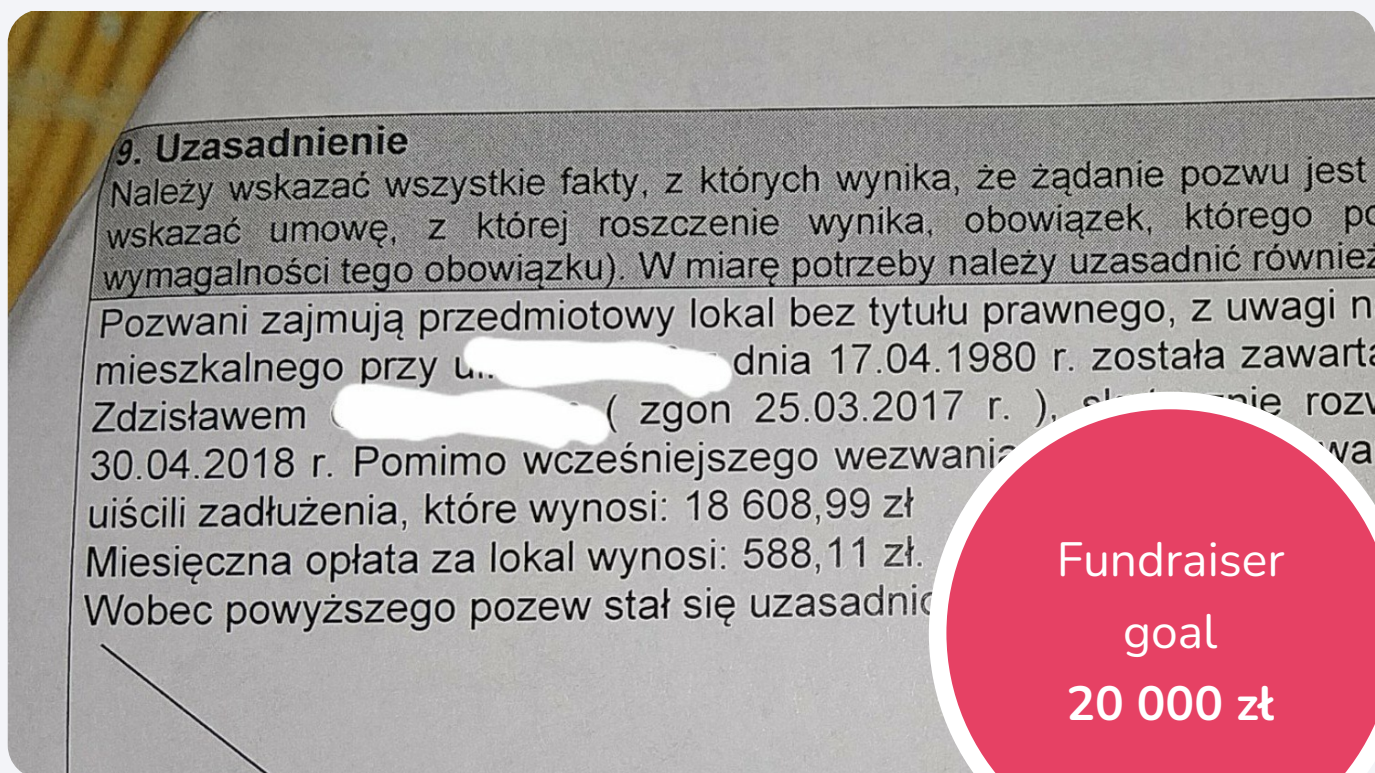 9. Uzasadnienie
Należy wskazać wszystkie fakty, z których wynika, że żądanie pozwu jest
wskazać umowę, z której roszczenie wynika, obowiązek, którego
wymagalności tego obowiązku). W miarę potrzeby należy uzasadnić również
Pozwani zajmują przedmiotowy lokal bez tytułu prawnego, z uwagi
mieszkalnego przy dnia 17.04.1980 r. została
Zdzisławem ( zgon 25.03.2017 r. ),
30.04.2018 r. Pomimo wcześniejszego
uiścili zadłużenia, które wynosi: 18 608,99 zł
Miesięczna opłata za lokal wynosi: 588,11 zł.
Wobec powyższego pozew stał się
Fundraiser
goal
20 000 zł